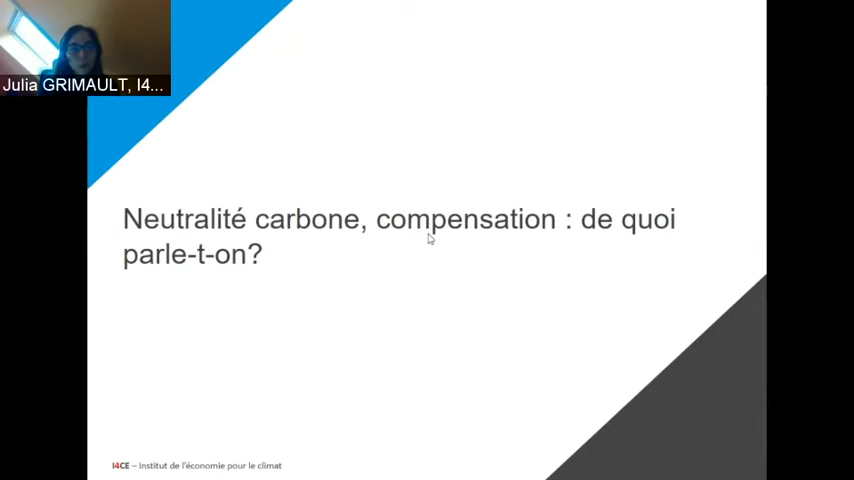 Julia GRIMAULT, I4...
Neutralité carbone, compensation : de quoi
parle-t-on?
I4CE – Institut de l'économie pour le climat